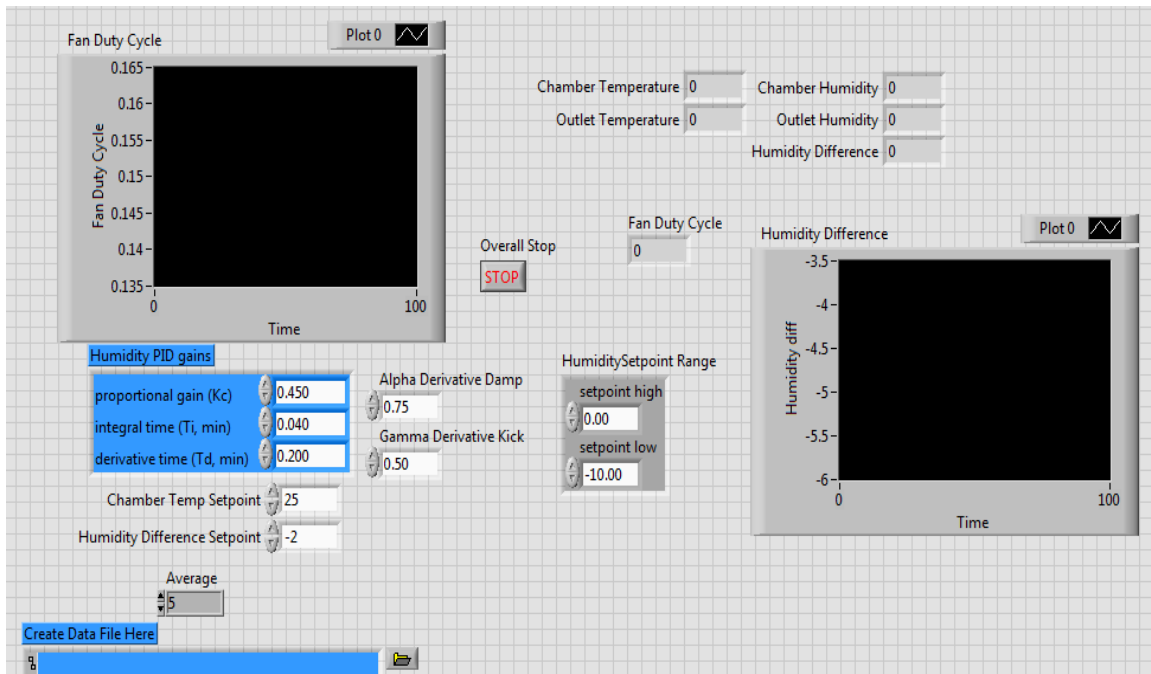 Fan Duty Cycle
Plot 0
0.165
0.16
0.155
0.15
0.145
0.14
0.135
Fan Duty Cycle
0
100
Time
Chamber Temperature 0
Outlet Temperature 0
Chamber Humidity 0
Outlet Humidity 0
Humidity Difference 0
Overall Stop
STOP
Fan Duty Cycle
0
Humidity Difference
Plot 0
-3.5
-4
-4.5
-5
-5.5
-6
Humidity diff
0
100
Time
Humidity PID gains
proportional gain (Kc) 0.450
integral time (Ti, min) 0.040
derivative time (Td, min) 0.200
Alpha Derivative Damp
0.75
Gamma Derivative Kick
0.50
HumiditySetpoint Range
setpoint high
0.00
setpoint low
-10.00
Chamber Temp Setpoint 25
Humidity Difference Setpoint -2
Average
5
Create Data File Here